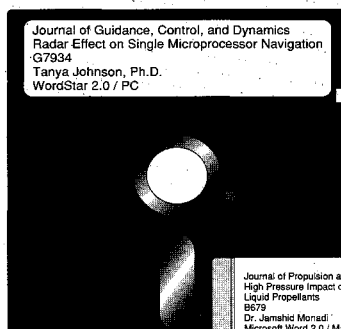 Journal of Guidance, Control, and Dynamics
Radar Effect on Single Microprocessor Navigation
G7934
Tanya Johnson, Ph.D.
WordStar 2.0 / PC
Journal of Propulsion a
High Pressure Impact o
Liquid Propellants
B679
Dr. Jamshid Monadi
Microsoft Word 2.0 / M